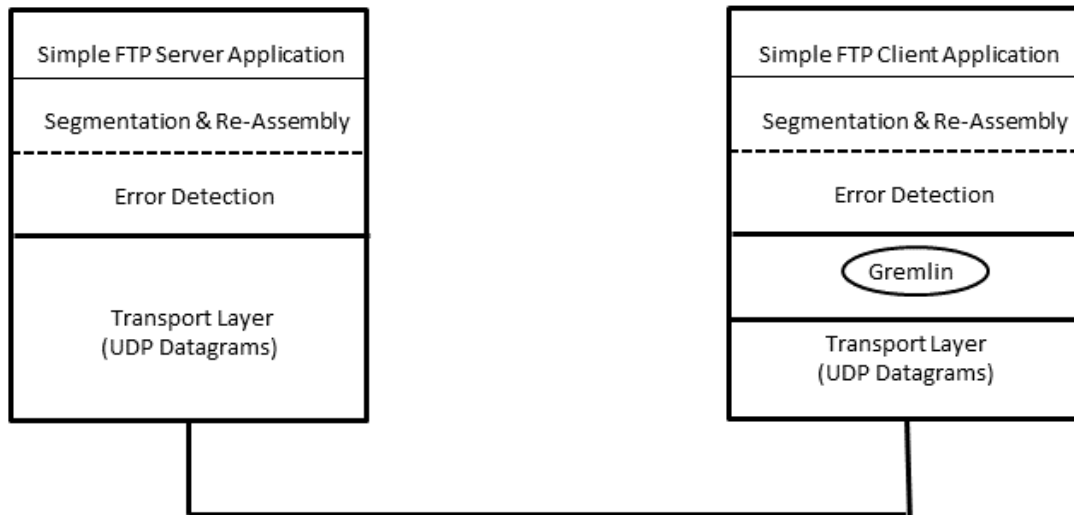 Simple FTP Server Application
Segmentation & Re-Assembly
Error Detection
Transport Layer
(UDP Datagrams)
Simple FTP Client Application
Segmentation & Re-Assembly
Error Detection
Gremlin
Transport Layer
(UDP Datagrams)